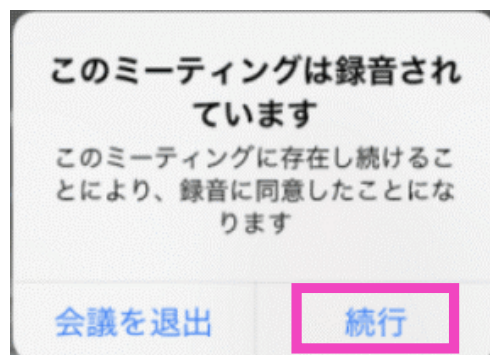 このミーティングは録音され
ています
このミーティングに存在し続けるこ
とにより、録音に同意したことにな
ります
会議を退出
続行